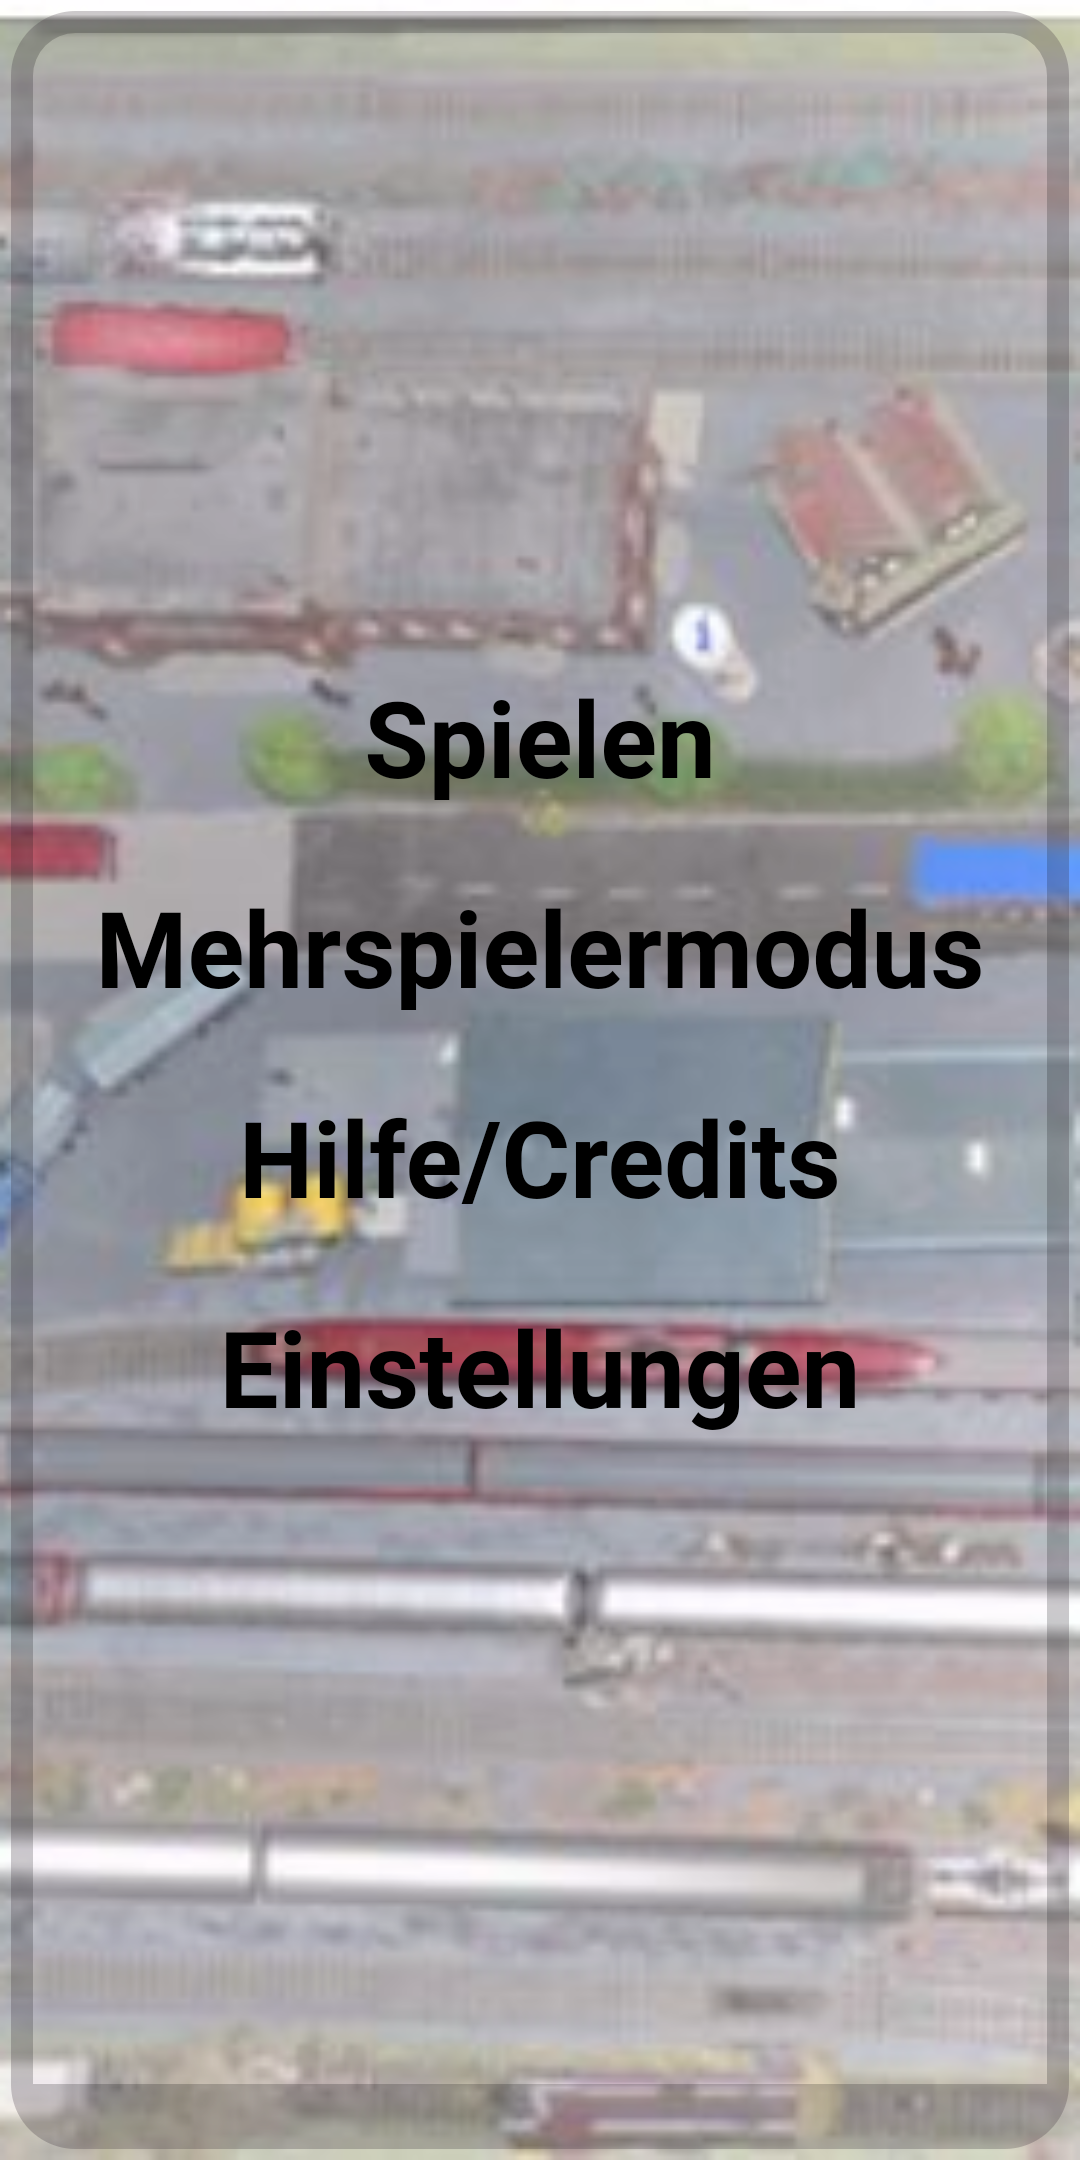 Spielen
Mehrspielermodus
Hilfe/Credits
Einstellungen